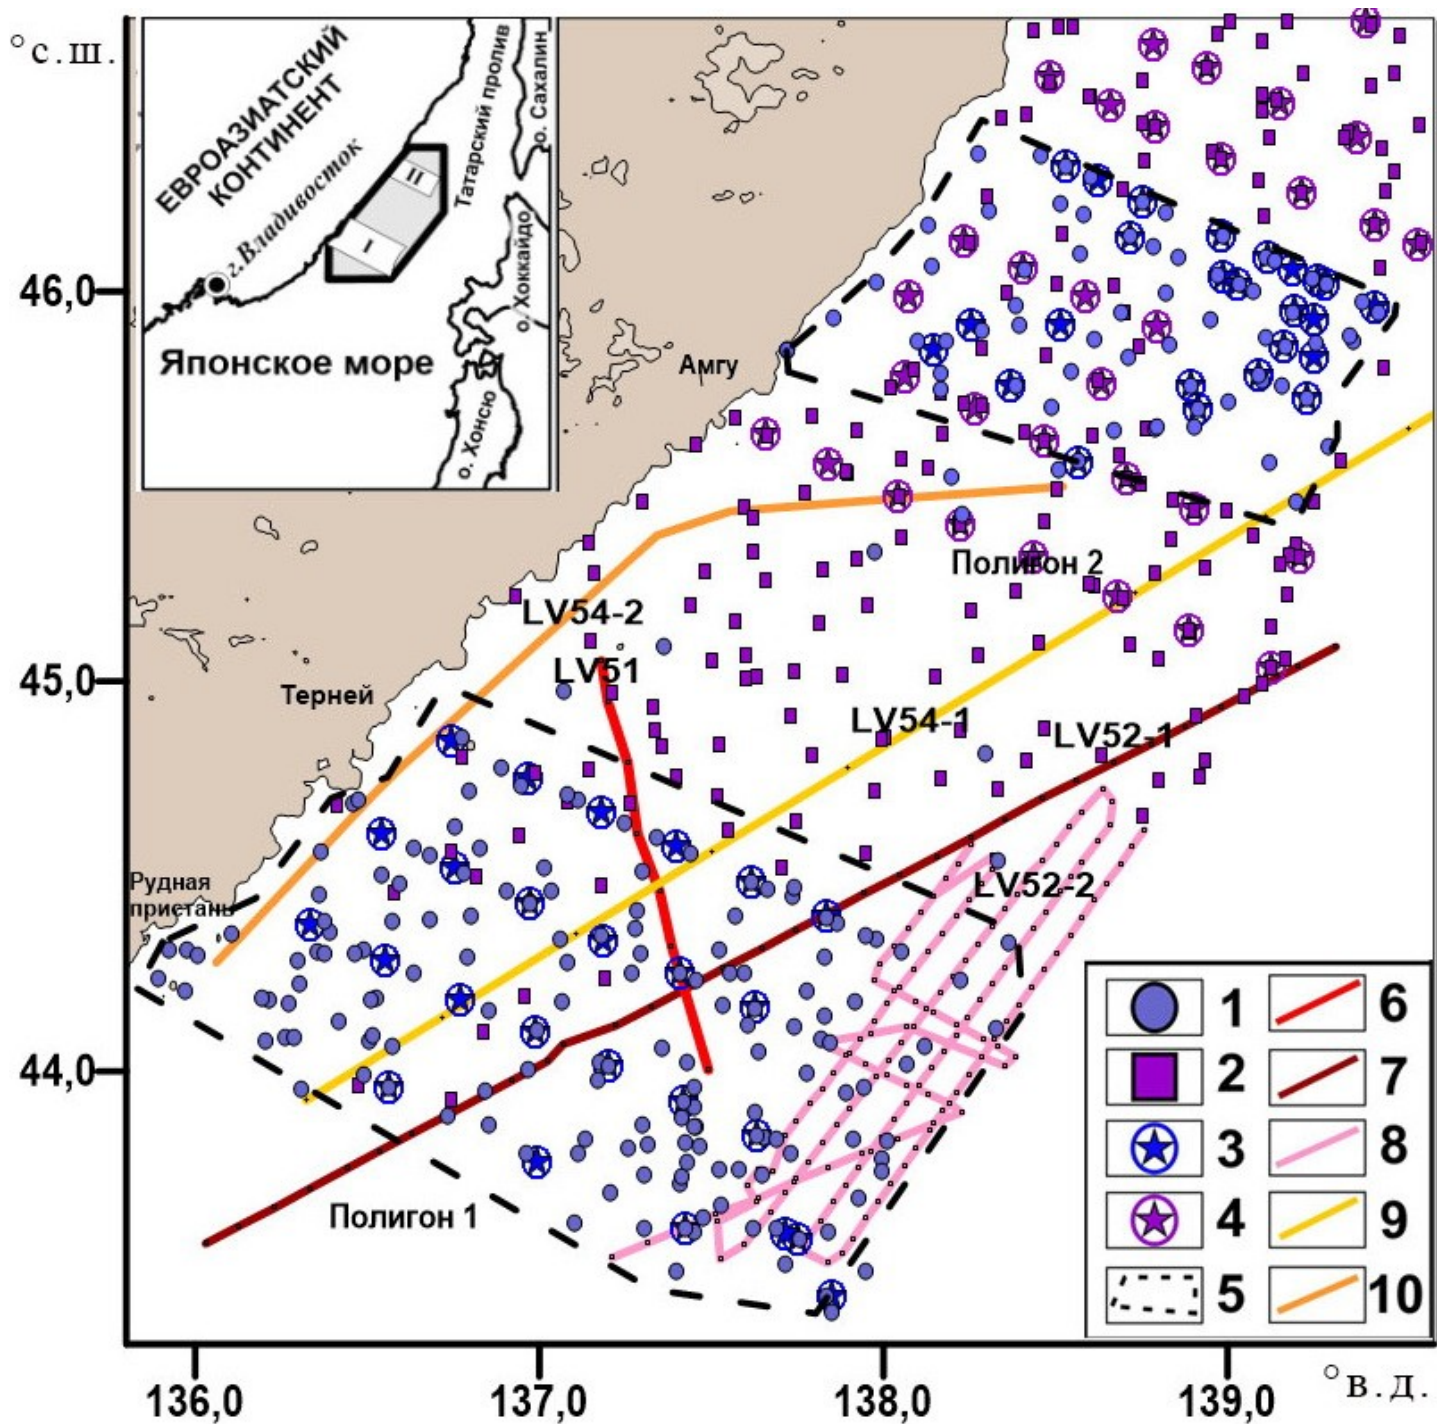 °с.ш.
ЕВРОАЗИАТСКИЙ
КОНТИНЕНТ
г.Владивосток
Татарский пролив
о. Сахалин
II
I
о.Хоккайдо
Японское море
о. Хонсю
46,0
Амгу
Полигон 2
LV54-2
45,0
LV51
Терней
LV54-1
LV52-1
Рудная
пристань
LV52-2
44,0
Полигон 1
1
2
3
4
5
6
7
8
9
10
136,0
137,0
138,0
139,0
°в.д.